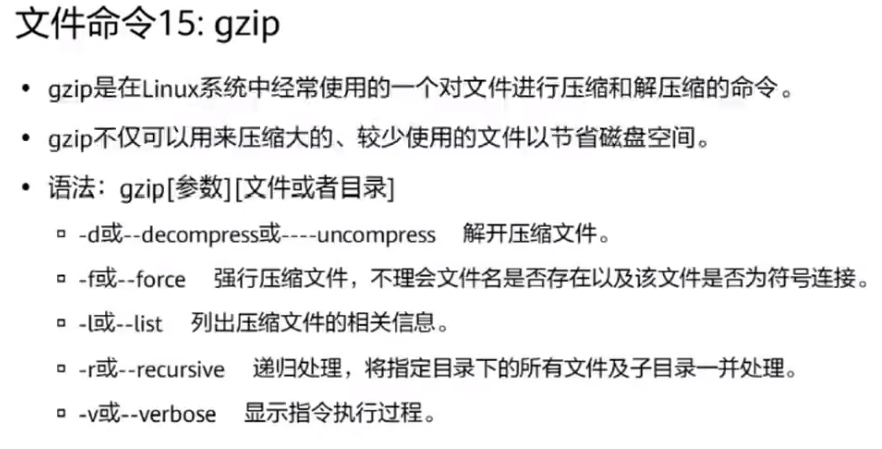 文件命令15: gzip
• gzip是在Linux系统中经常使用的一个对文件进行压缩和解压缩的命令。
• gzip不仅可以用来压缩大的、较少使用的文件以节省磁盘空间。
• 语法：gzip[参数][文件或者目录]
▫ -d或--decompress或----uncompress 解开压缩文件。
▫ -f或--force 强行压缩文件，不理会文件名是否存在以及该文件是否为符号连接。
▫ -l或--list 列出压缩文件的相关信息。
▫ -r或--recursive 递归处理，将指定目录下的所有文件及子目录一并处理。
▫ -v或--verbose 显示指令执行过程。